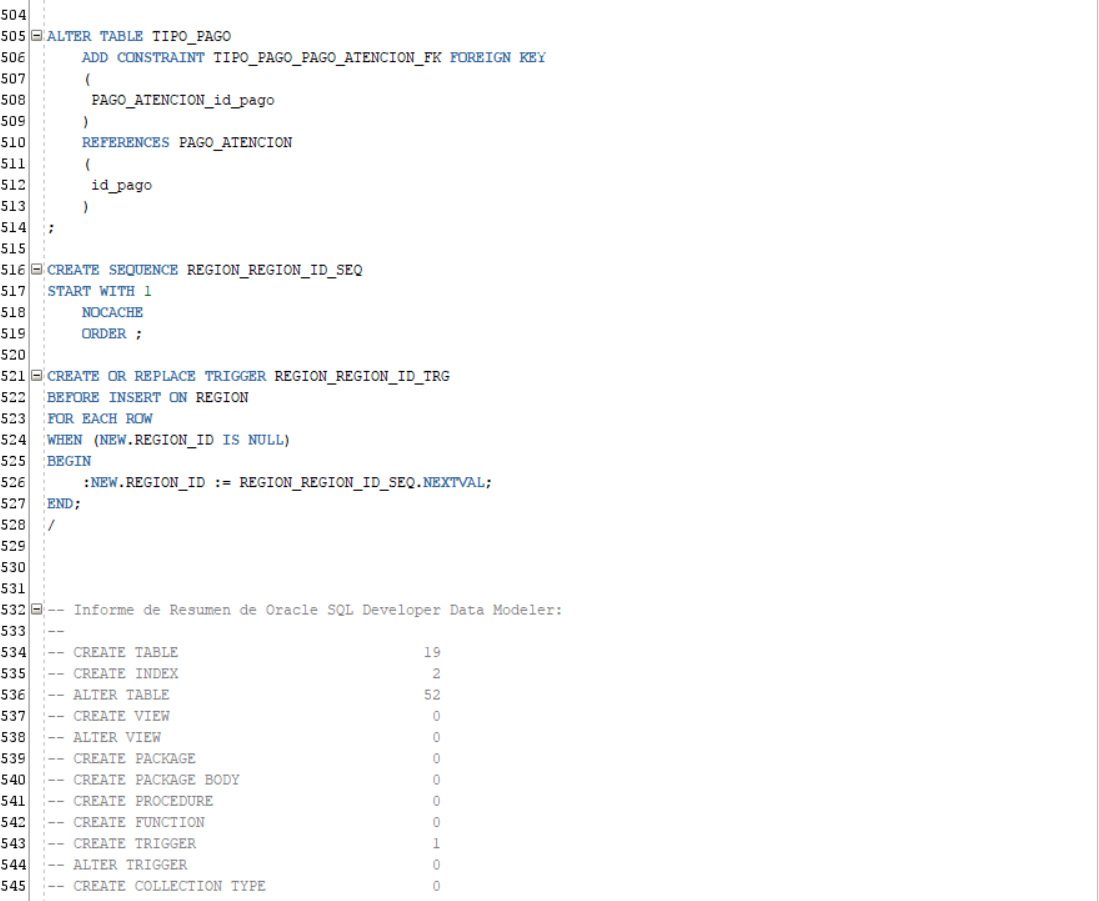 504
505 ALTER TABLE TIPO_PAGO
506     ADD CONSTRAINT TIPO_PAGO_PAGO_ATENCION_FK FOREIGN KEY
507     (
508      PAGO_ATENCION_id_pago
509     )
510     REFERENCES PAGO_ATENCION
511     (
512      id_pago
513     )
514 ;
515
516 CREATE SEQUENCE REGION_REGION_ID_SEQ
517 START WITH 1
518     NOCACHE
519     ORDER ;
520
521 CREATE OR REPLACE TRIGGER REGION_REGION_ID_TRG
522 BEFORE INSERT ON REGION
523 FOR EACH ROW
524 WHEN (NEW.REGION_ID IS NULL)
525 BEGIN
526     :NEW.REGION_ID := REGION_REGION_ID_SEQ.NEXTVAL;
527 END;
528 /
529
530
531
532 -- Informe de Resumen de Oracle SQL Developer Data Modeler:
533 --
534 -- CREATE TABLE                            19
535 -- CREATE INDEX                             2
536 -- ALTER TABLE                             52
537 -- CREATE VIEW                              0
538 -- ALTER VIEW                               0
539 -- CREATE PACKAGE                           0
540 -- CREATE PACKAGE BODY                      0
541 -- CREATE PROCEDURE                         0
542 -- CREATE FUNCTION                          0
543 -- CREATE TRIGGER                           1
544 -- ALTER TRIGGER                            0
545 -- CREATE COLLECTION TYPE                   0